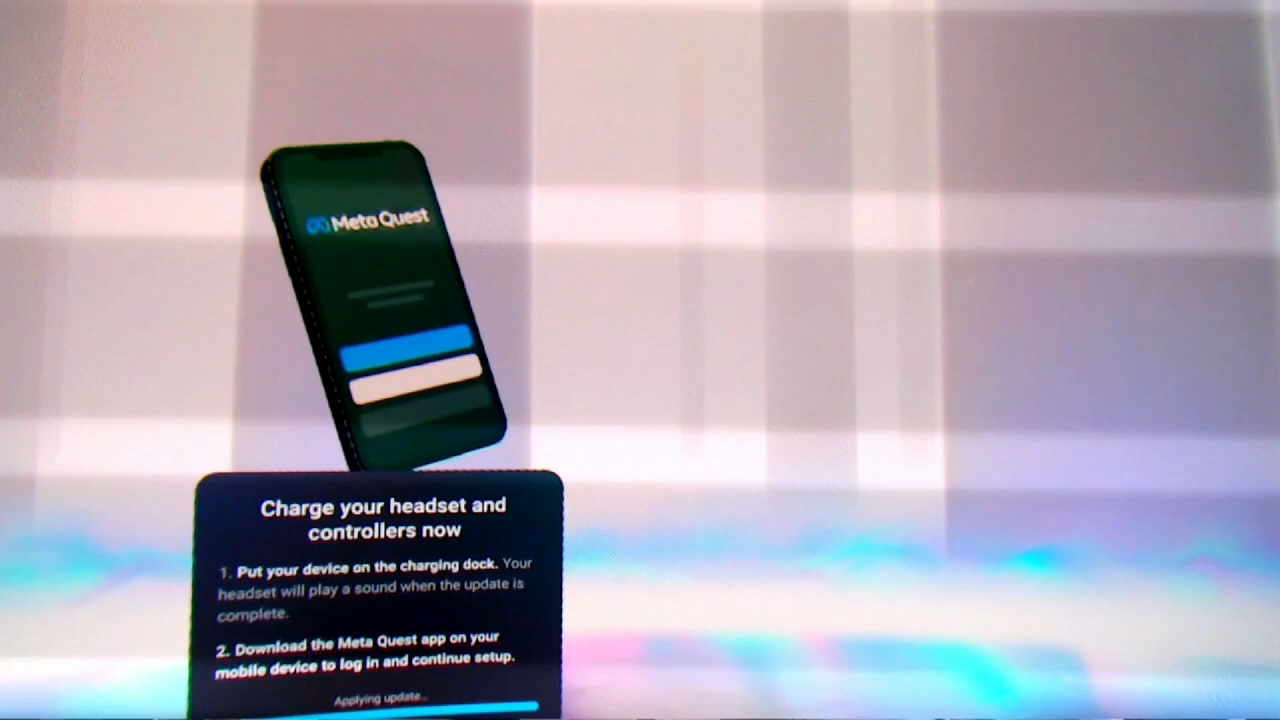 Meta Quest
Charge your headset and
controllers now
1. Put your device on the charging dock. Your
headset will play a sound when the update is
complete.
2. Download the Meta Quest app on your
mobile device to log in and continue setup.
Applying update...